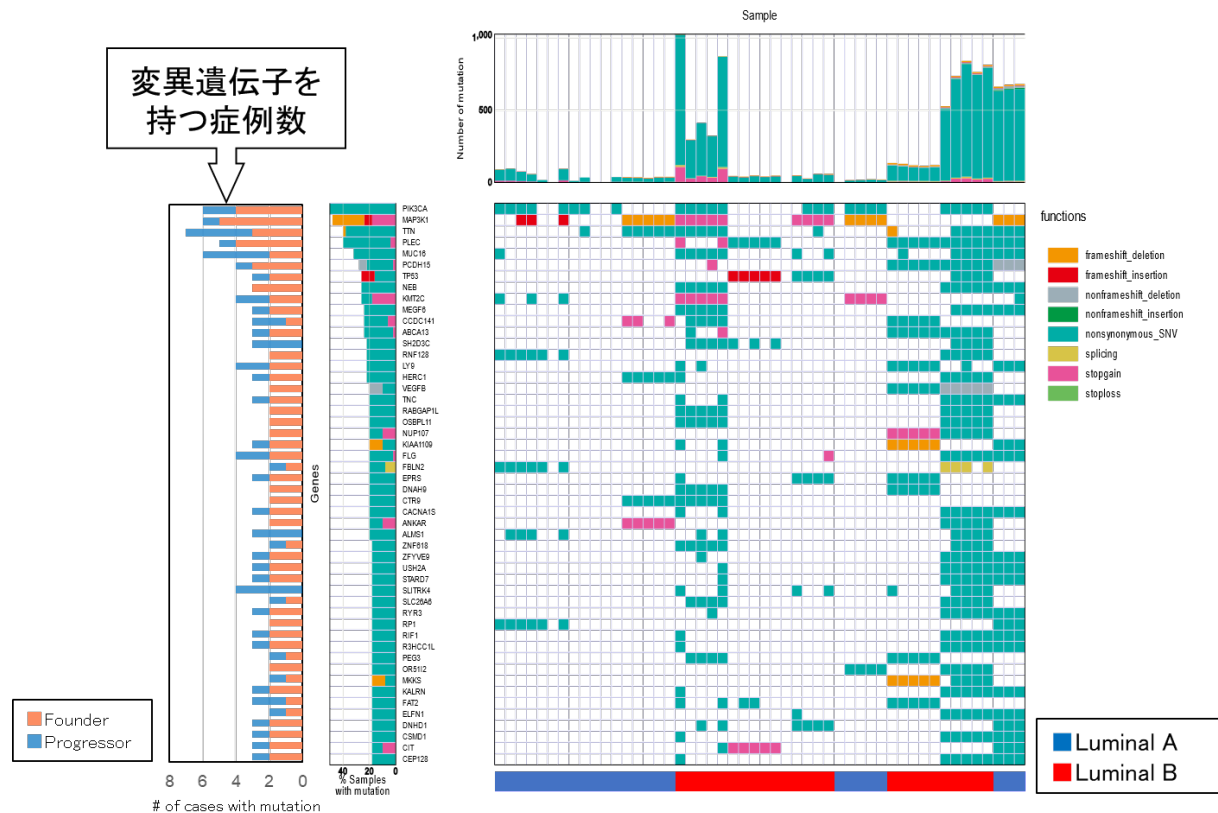 Sample
変異遺伝子を
持つ症例数
Number of mutation
1,000
500
0
PIK3CA
MAP3K1
TTN
PLEC
MUC16
PCDH15
TP53
NEB
KMT2C
MEGF6
CCDC141
ABCA13
SH2D3C
RNF128
LY9
HERC1
VEGFB
TNC
RABGAP1L
OSBPL11
NUP107
KIAA1109
FLG
FBLN2
EPRS
DNAH9
CTR9
CACNA1S
ANKAR
ALMS1
ZNF618
ZFYVE9
USH2A
STARD7
SLITRK4
SLC26A6
RYR3
RP1
RIF1
R3HCC1L
PEG3
OR51I2
MKKS
KALRN
FAT2
ELFN1
DNHD1
CSMD1
CIT
CEP128
Genes
functions
frameshift_deletion
frameshift_insertion
nonframeshift_deletion
nonframeshift_insertion
nonsynonymous_SNV
splicing
stopgain
stoploss
Founder
Progressor
8 6 4 2 0
# of cases with mutation
40 20 0
% Samples
with mutation
Luminal A
Luminal B